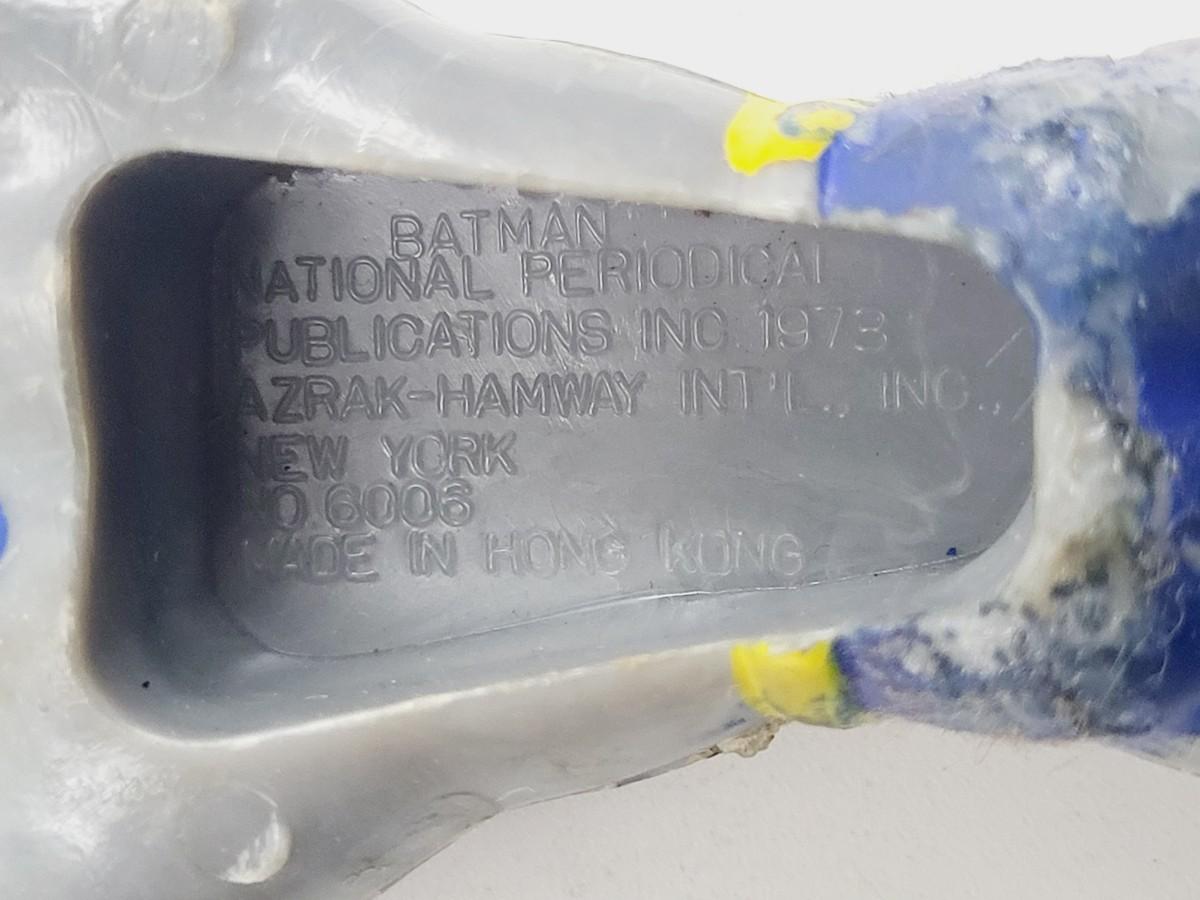 BATMAN
NATIONAL PERIODICAL
PUBLICATIONS INC 1973
AZRAK-HAMWAY INT'L., INC.,
NEW YORK
NO 6006
MADE IN HONG KONG